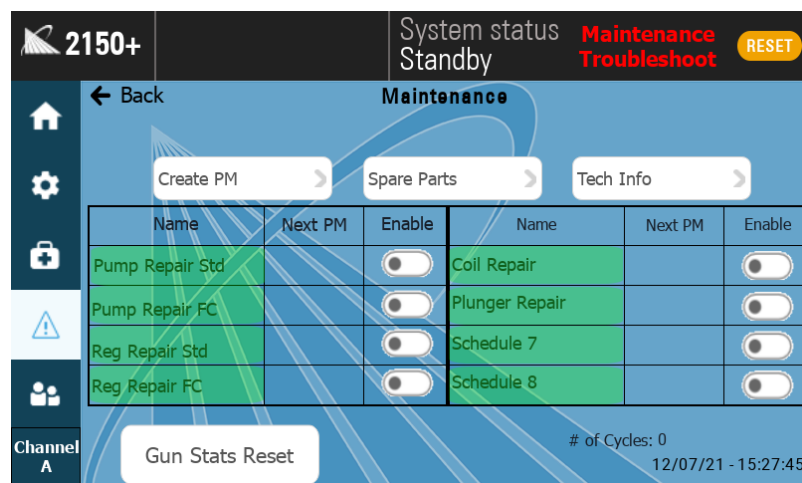 2150+
System status
Standby
Maintenance
Troubleshoot
RESET
Back
Maintenance
Create PM
Spare Parts
Tech Info
Name Next PM Enable Name Next PM Enable
Pump Repair Std Coil Repair
Pump Repair FC Plunger Repair
Reg Repair Std Schedule 7
Reg Repair FC Schedule 8
Channel
A
Gun Stats Reset
# of Cycles: 0
12/07/21 - 15:27:45